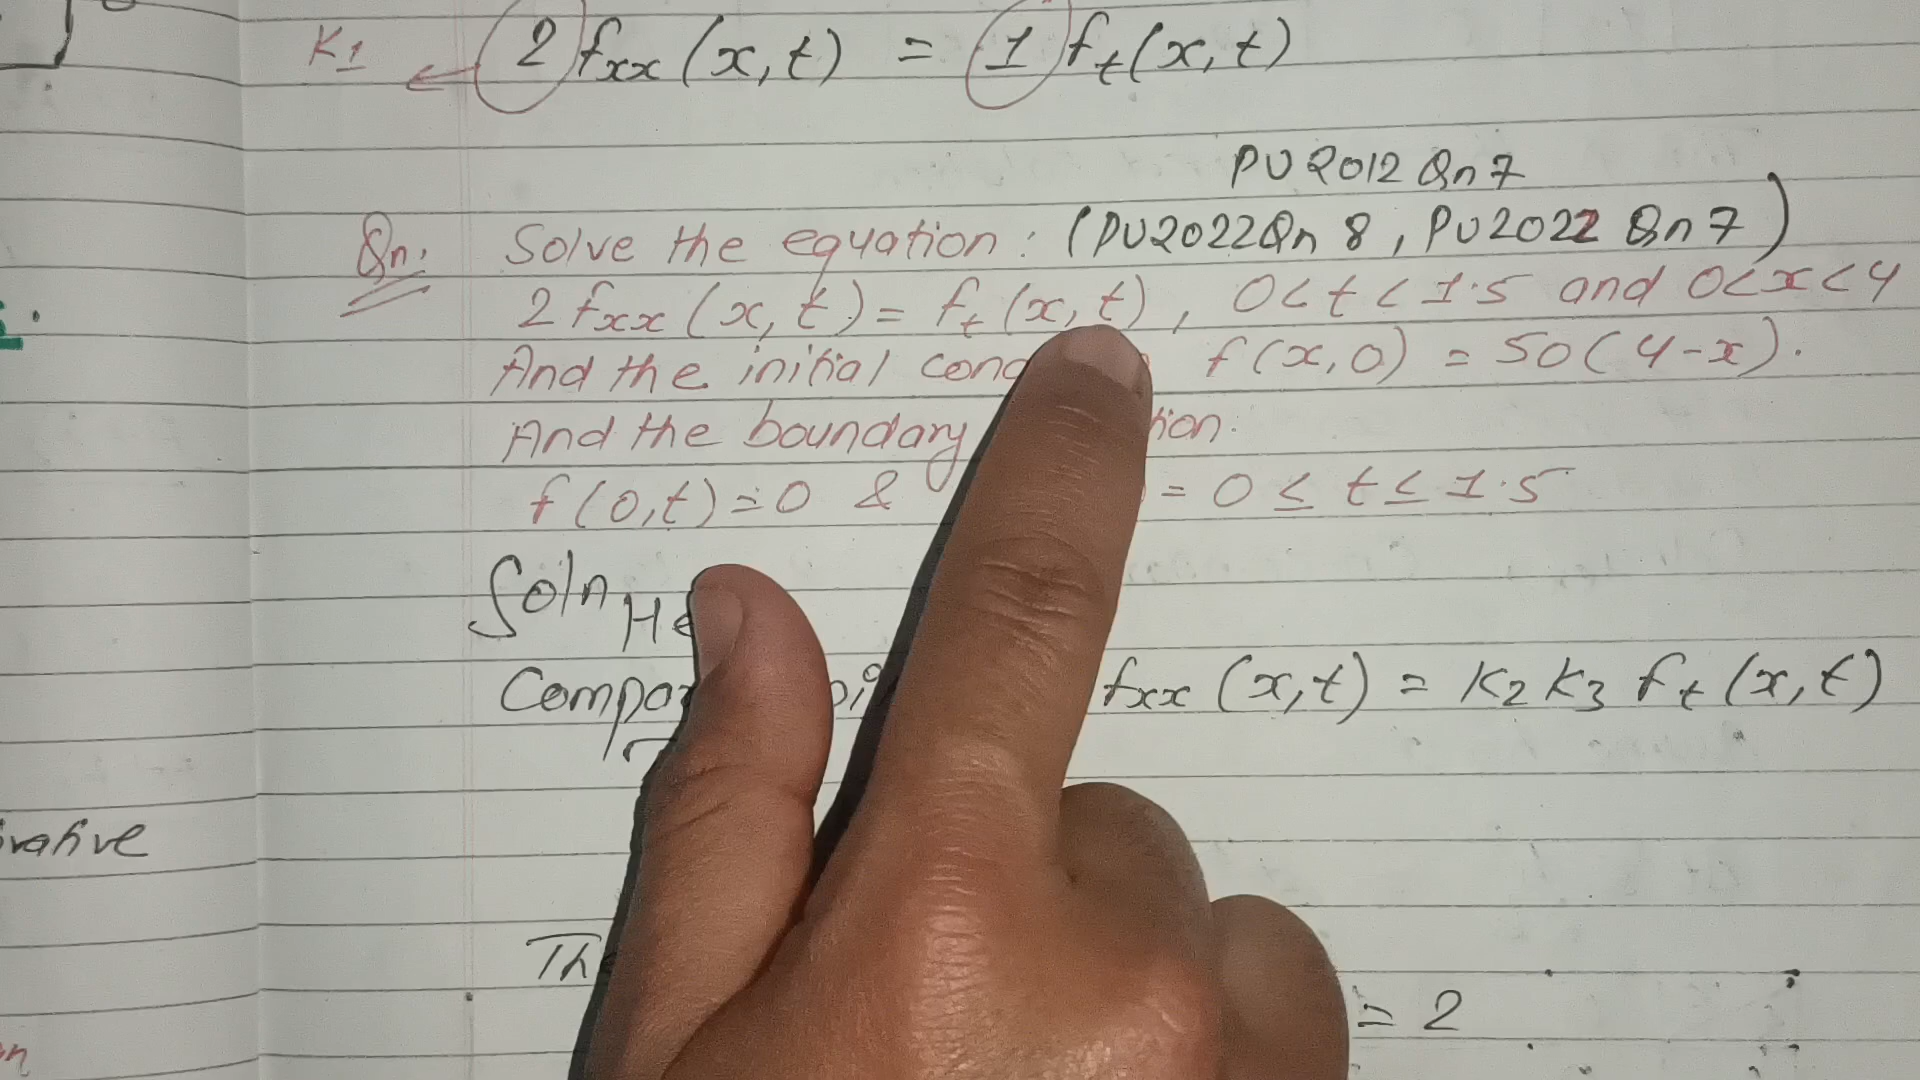 K1 ← 2 fxx (x, t) = 1 ft (x, t)
PU 2012 Qn 7
Qn. Solve the equation : (PU2022Qn 8, PU 2022 Qn 7)
2 fxx (x, t) = ft (x, t), 0 < t < 1.5 and 0 < x < 4
And the initial f(x, 0) = 50(4-x).
And the boundary
f(0,t) = 0 & = 0 ≤ t ≤ 1.5
Soln
fxx (x,t) = K2 K3 ft (x, t)
rative
= 2